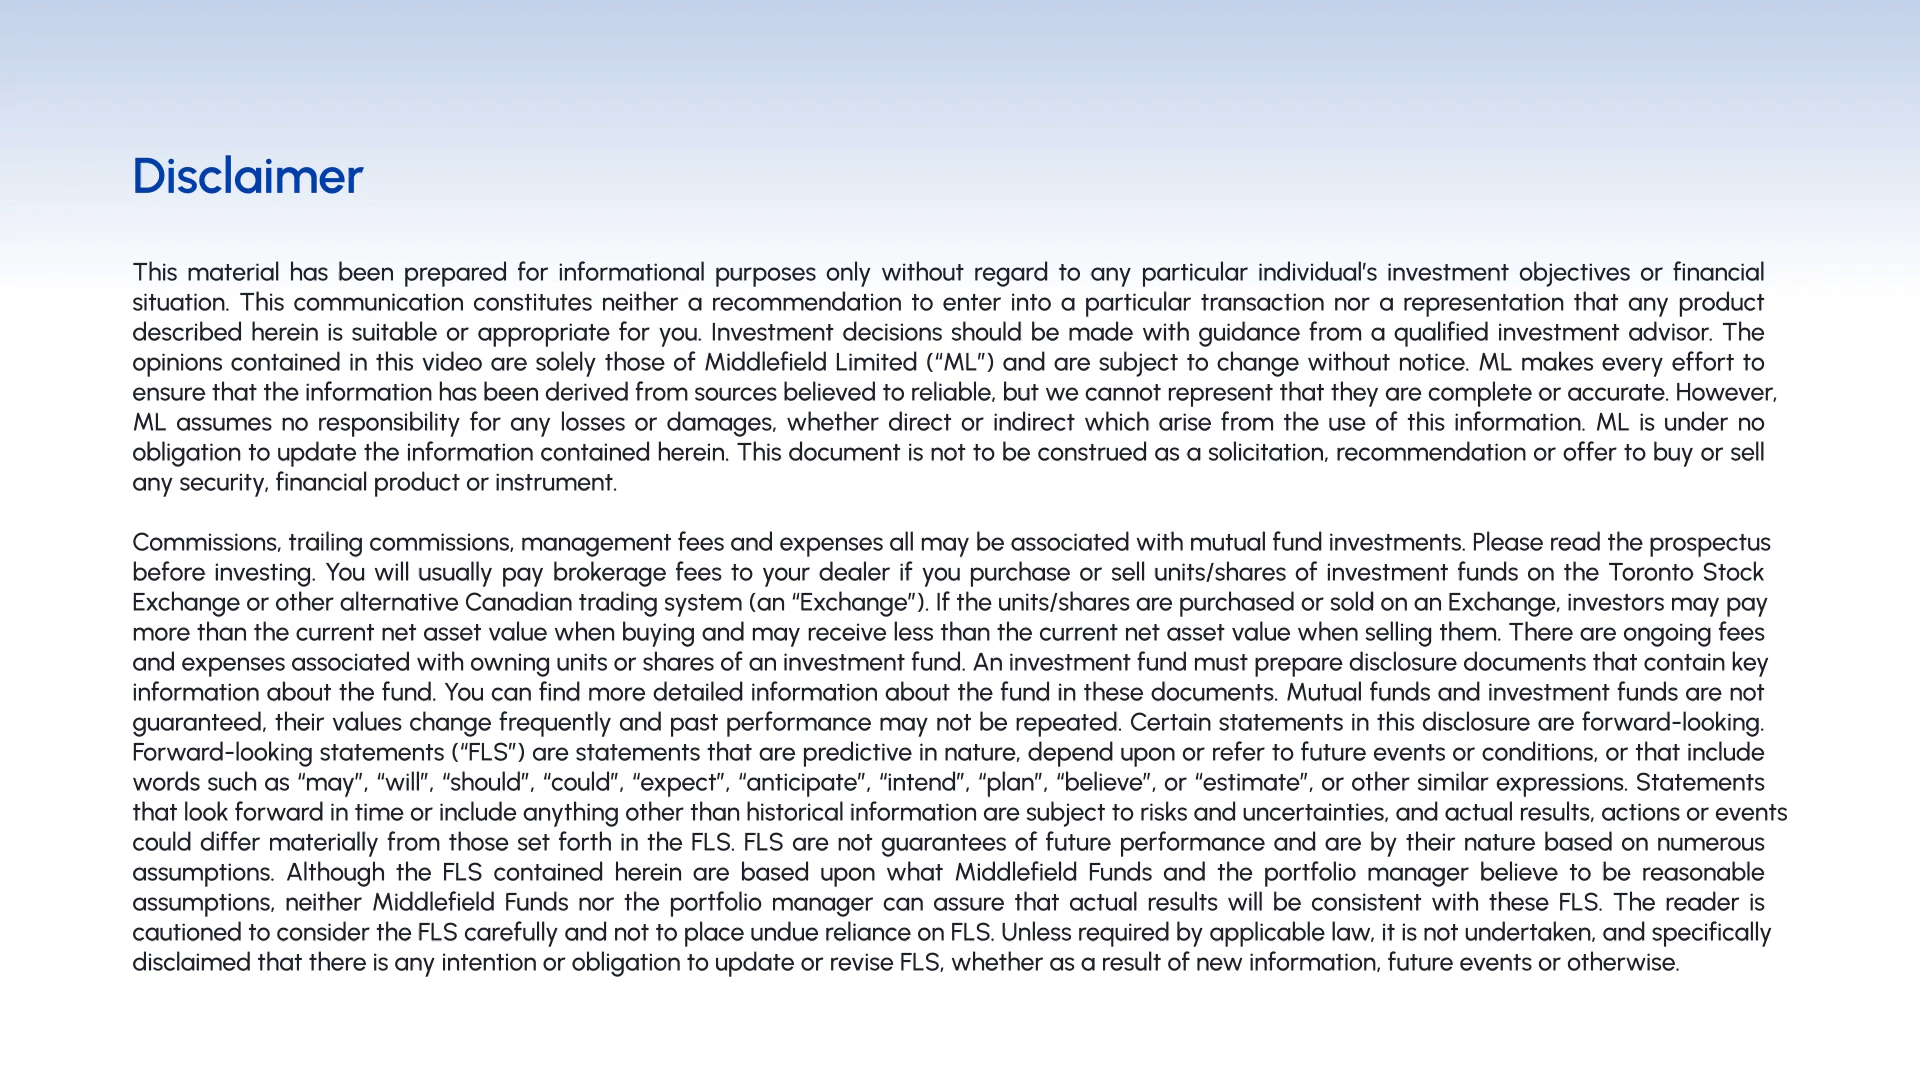 Disclaimer
This material has been prepared for informational purposes only without regard to any particular individual's investment objectives or financial
situation. This communication constitutes neither a recommendation to enter into a particular transaction nor a representation that any product
described herein is suitable or appropriate for you. Investment decisions should be made with guidance from a qualified investment advisor. The
opinions contained in this video are solely those of Middlefield Limited (“ML”) and are subject to change without notice. ML makes every effort to
ensure that the information has been derived from sources believed to reliable, but we cannot represent that they are complete or accurate. However,
ML assumes no responsibility for any losses or damages, whether direct or indirect which arise from the use of this information. ML is under no
obligation to update the information contained herein. This document is not to be construed as a solicitation, recommendation or offer to buy or sell
any security, financial product or instrument.
Commissions, trailing commissions, management fees and expenses all may be associated with mutual fund investments. Please read the prospectus
before investing. You will usually pay brokerage fees to your dealer if you purchase or sell units/shares of investment funds on the Toronto Stock
Exchange or other alternative Canadian trading system (an “Exchange”). If the units/shares are purchased or sold on an Exchange, investors may pay
more than the current net asset value when buying and may receive less than the current net asset value when selling them. There are ongoing fees
and expenses associated with owning units or shares of an investment fund. An investment fund must prepare disclosure documents that contain key
information about the fund. You can find more detailed information about the fund in these documents. Mutual funds and investment funds are not
guaranteed, their values change frequently and past performance may not be repeated. Certain statements in this disclosure are forward-looking.
Forward-looking statements (“FLS”) are statements that are predictive in nature, depend upon or refer to future events or conditions, or that include
words such as “may”, “will”, “should”, “could”, “expect”, “anticipate”, “intend”, “plan”, “believe”, or “estimate”, or other similar expressions. Statements
that look forward in time or include anything other than historical information are subject to risks and uncertainties, and actual results, actions or events
could differ materially from those set forth in the FLS. FLS are not guarantees of future performance and are by their nature based on numerous
assumptions. Although the FLS contained herein are based upon what Middlefield Funds and the portfolio manager believe to be reasonable
assumptions, neither Middlefield Funds nor the portfolio manager can assure that actual results will be consistent with these FLS. The reader is
cautioned to consider the FLS carefully and not to place undue reliance on FLS. Unless required by applicable law, it is not undertaken, and specifically
disclaimed that there is any intention or obligation to update or revise FLS, whether as a result of new information, future events or otherwise.